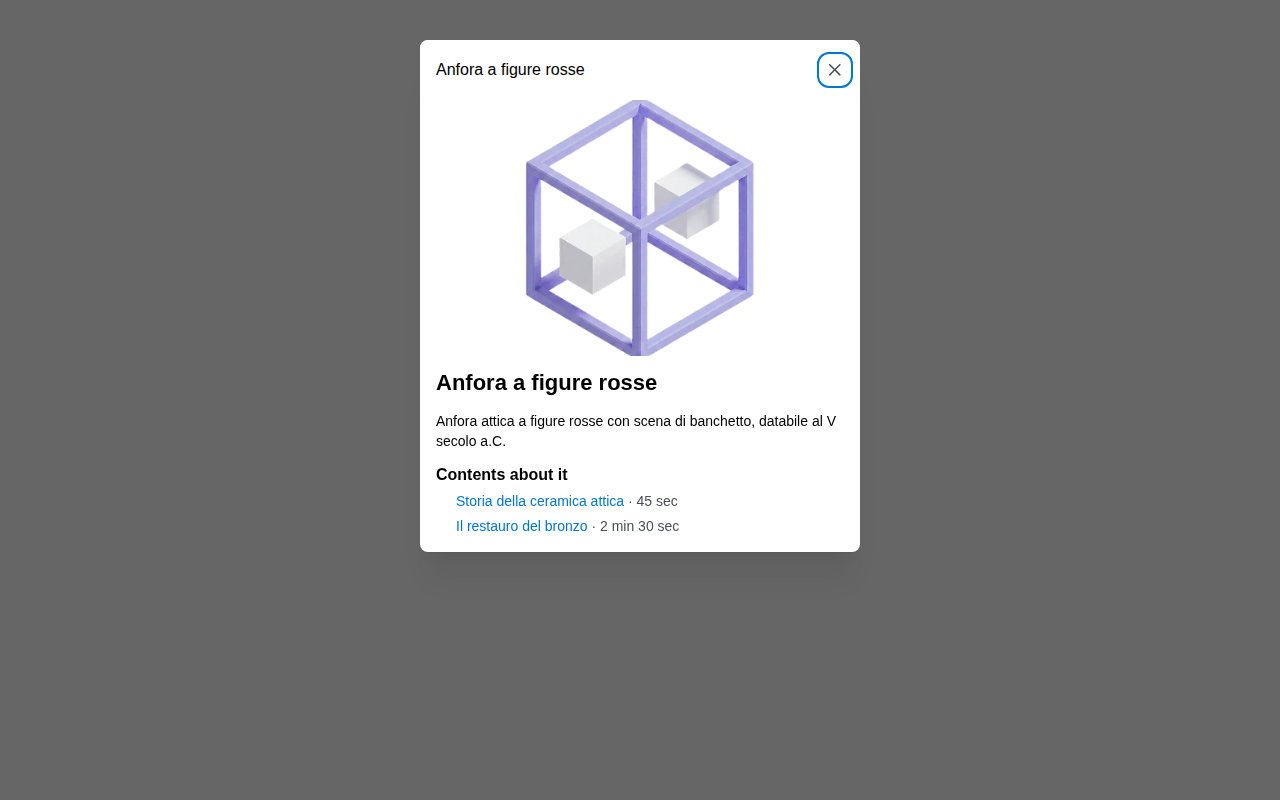 Anfora a figure rosse
Anfora a figure rosse
Anfora attica a figure rosse con scena di banchetto, databile al V
secolo a.C.
Contents about it
Storia della ceramica attica · 45 sec
Il restauro del bronzo · 2 min 30 sec